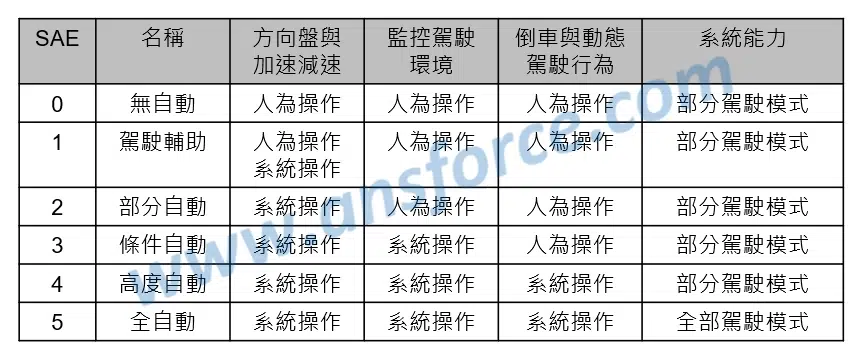 SAE 名稱 方向盤與加速減速 監控駕駛環境 倒車與動態駕駛行為 系統能力
0 無自動 人為操作 人為操作 人為操作 部分駕駛模式
1 駕駛輔助 人為操作系統操作 人為操作 人為操作 部分駕駛模式
2 部分自動 系統操作 人為操作 人為操作 部分駕駛模式
3 條件自動 系統操作 系統操作 人為操作 部分駕駛模式
4 高度自動 系統操作 系統操作 系統操作 部分駕駛模式
5 全自動 系統操作 系統操作 系統操作 全部駕駛模式
www.ansforce.com